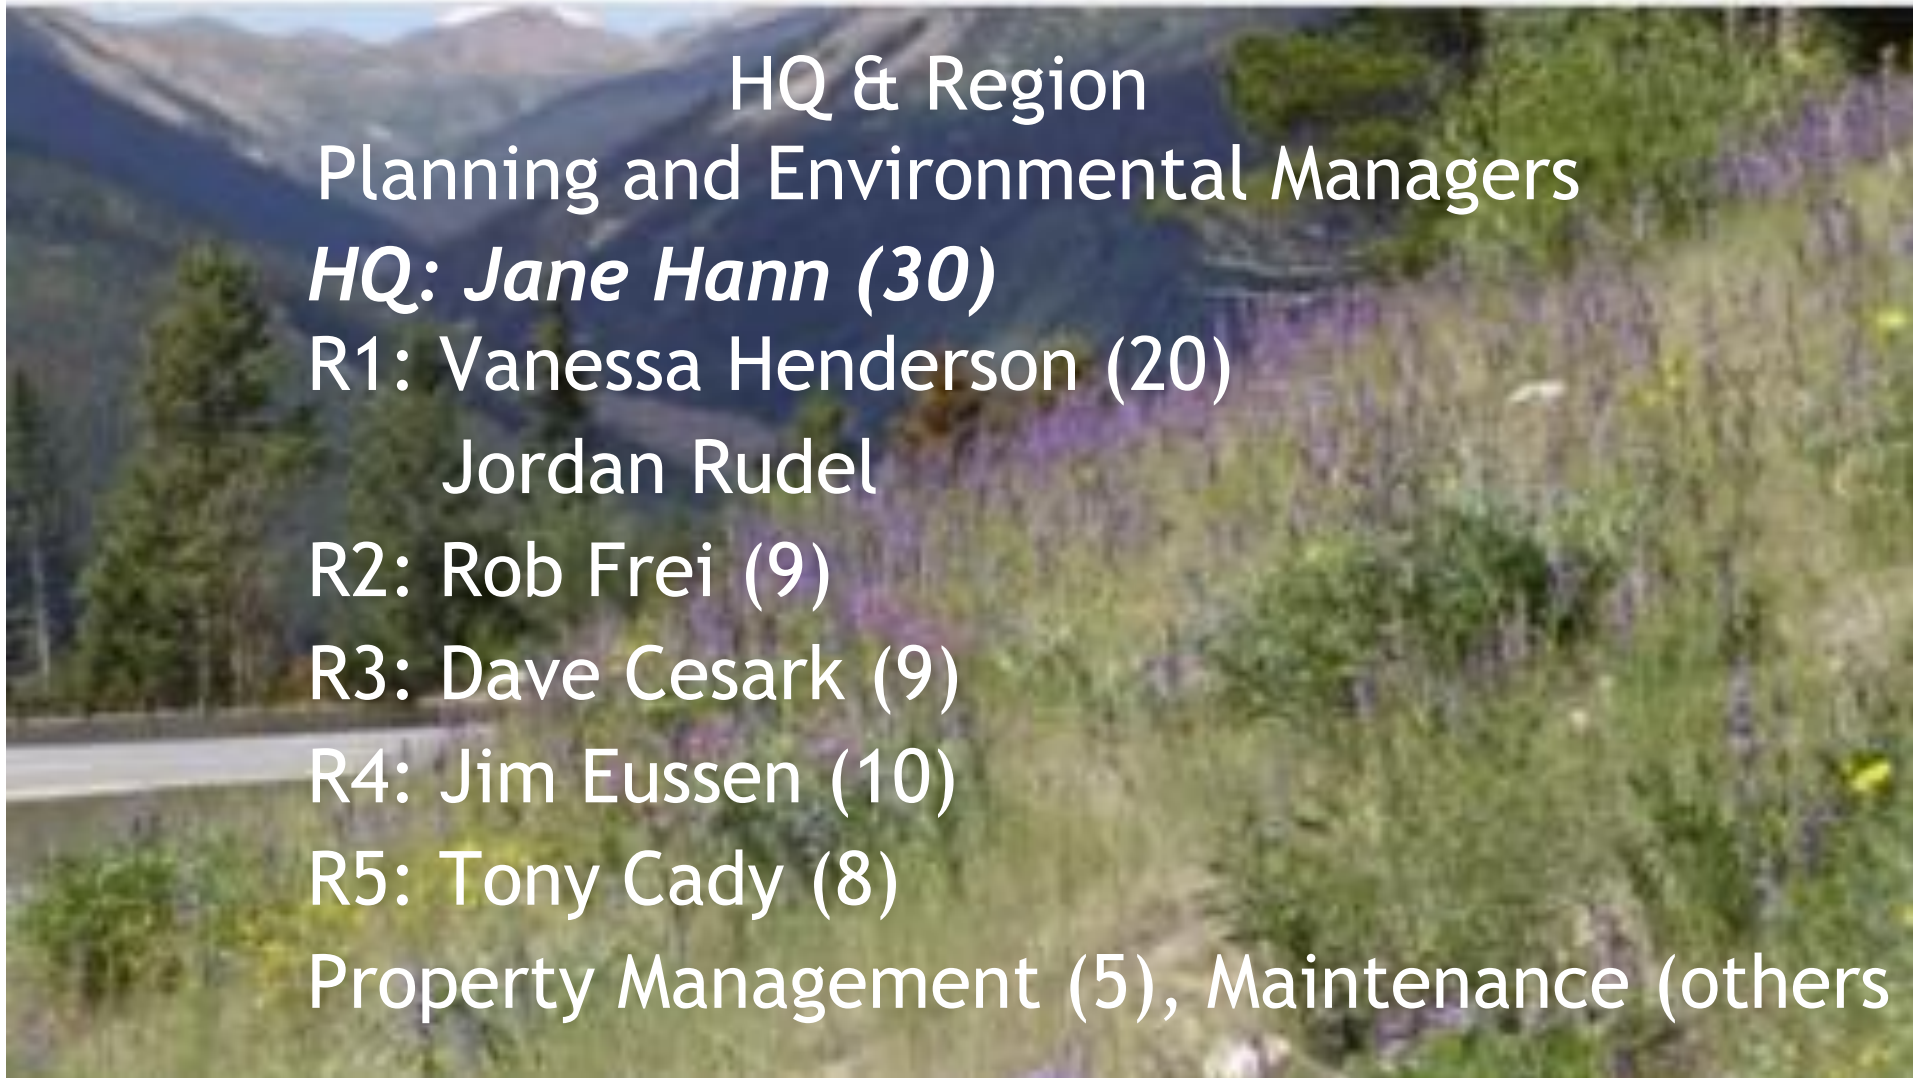 HQ & Region
Planning and Environmental Managers
HQ: Jane Hann (30)
R1: Vanessa Henderson (20)
Jordan Rudel
R2: Rob Frei (9)
R3: Dave Cesark (9)
R4: Jim Eussen (10)
R5: Tony Cady (8)
Property Management (5), Maintenance (others